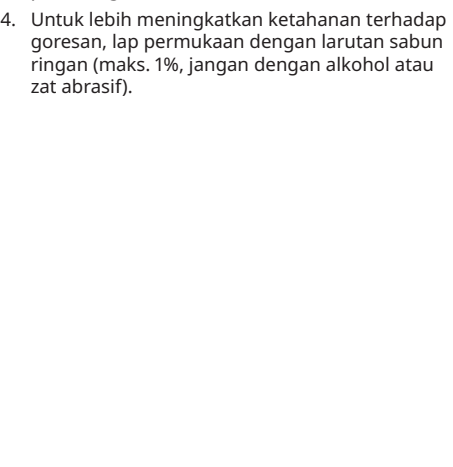 4. Untuk lebih meningkatkan ketahanan terhadap
goresan, lap permukaan dengan larutan sabun
ringan (maks. 1%, jangan dengan alkohol atau
zat abrasif).